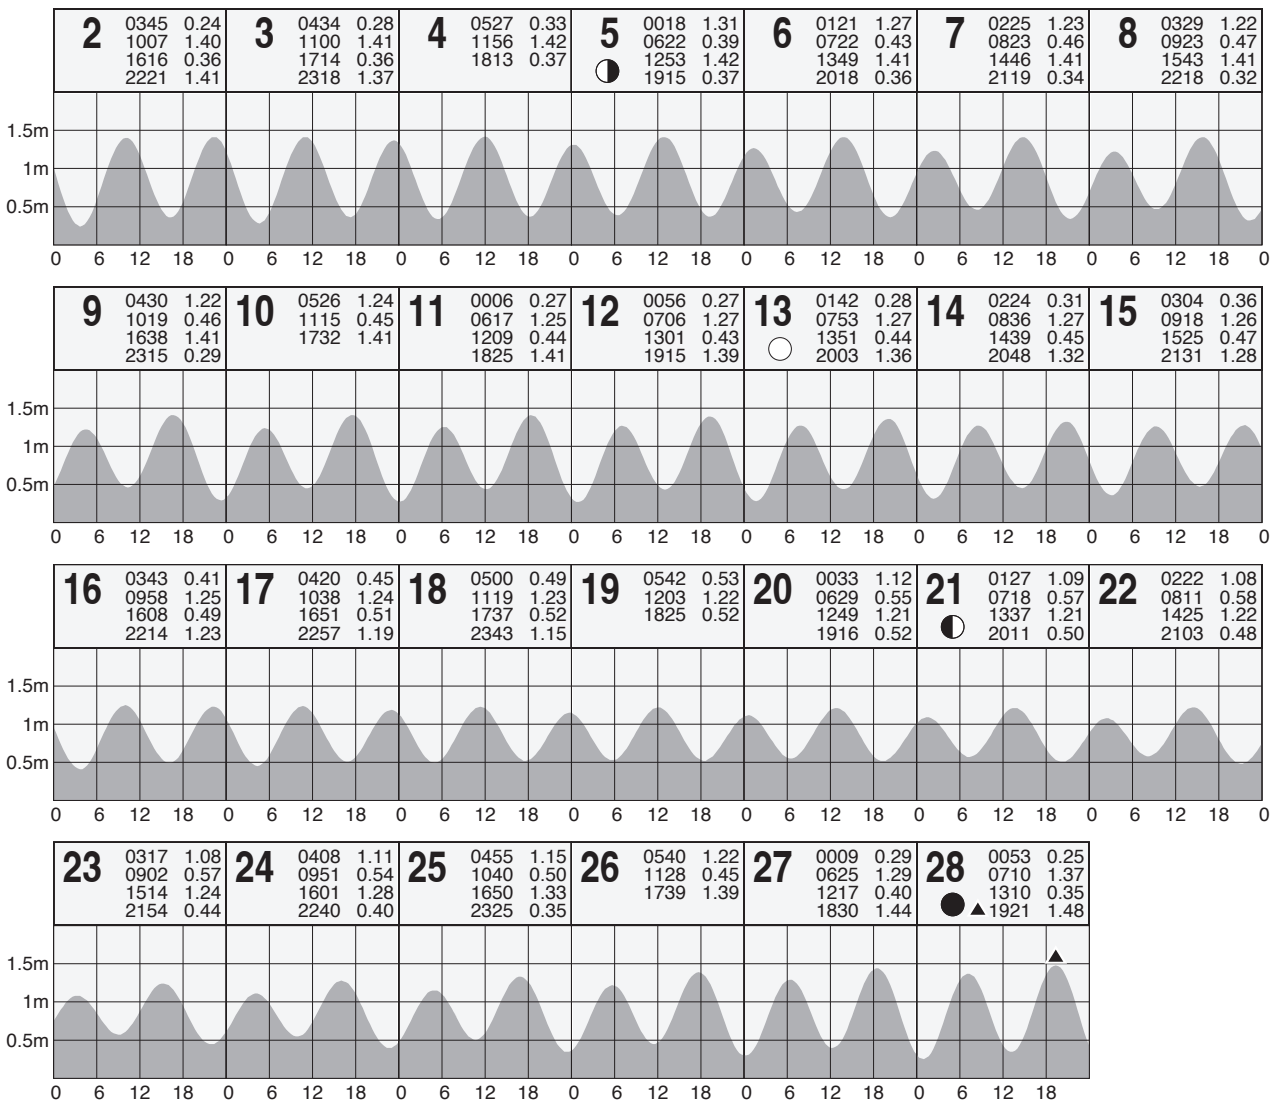 2 0345 0.24 3 0434 0.28 4 0527 0.33 5 0018 1.31 6 0121 1.27 7 0225 1.23 8 0329 1.22
1007 1.40 1100 1.41 1156 1.42 0622 0.39 0722 0.43 0823 0.46 0923 0.47
1616 0.36 1714 0.36 1813 0.37 1253 1.42 1349 1.41 1446 1.41 1543 1.41
2221 1.41 2318 1.37 1915 0.37 2018 0.36 2119 0.34 2218 0.32
1.5m
1m
0.5m
0 6 12 18 0 6 12 18 0 6 12 18 0 6 12 18 0 6 12 18 0 6 12 18 0 6 12 18 0
9 0430 1.22 10 0526 1.24 11 0006 0.27 12 0056 0.27 13 0142 0.28 14 0224 0.31 15 0304 0.36
1019 0.46 1115 0.45 0617 1.25 0706 1.27 0753 1.27 0836 1.27 0918 1.26
1638 1.41 1732 1.41 1209 0.44 1301 0.43 1351 0.44 1439 0.45 1525 0.47
2315 0.29 1825 1.41 1915 1.39 2003 1.36 2048 1.32 2131 1.28
1.5m
1m
0.5m
0 6 12 18 0 6 12 18 0 6 12 18 0 6 12 18 0 6 12 18 0 6 12 18 0 6 12 18 0
16 0343 0.41 17 0420 0.45 18 0500 0.49 19 0542 0.53 20 0033 1.12 21 0127 1.09 22 0222 1.08
0958 1.25 1038 1.24 1119 1.23 1203 1.22 0629 0.55 0718 0.57 0811 0.58
1608 0.49 1651 0.51 1737 0.52 1825 0.52 1249 1.21 1337 1.21 1425 1.22
2214 1.23 2257 1.19 2343 1.15 1916 0.52 2011 0.50 2103 0.48
1.5m
1m
0.5m
0 6 12 18 0 6 12 18 0 6 12 18 0 6 12 18 0 6 12 18 0 6 12 18 0 6 12 18 0
23 0317 1.08 24 0408 1.11 25 0455 1.15 26 0540 1.22 27 0009 0.29 28 0053 0.25
0902 0.57 0951 0.54 1040 0.50 1128 0.45 0625 1.29 0710 1.37
1514 1.24 1601 1.28 1650 1.33 1739 1.39 1217 0.40 1310 0.35
2154 0.44 2240 0.40 2325 0.35 1830 1.44 1921 1.48
1.5m
1m
0.5m
0 6 12 18 0 6 12 18 0 6 12 18 0 6 12 18 0 6 12 18 0 6 12 18